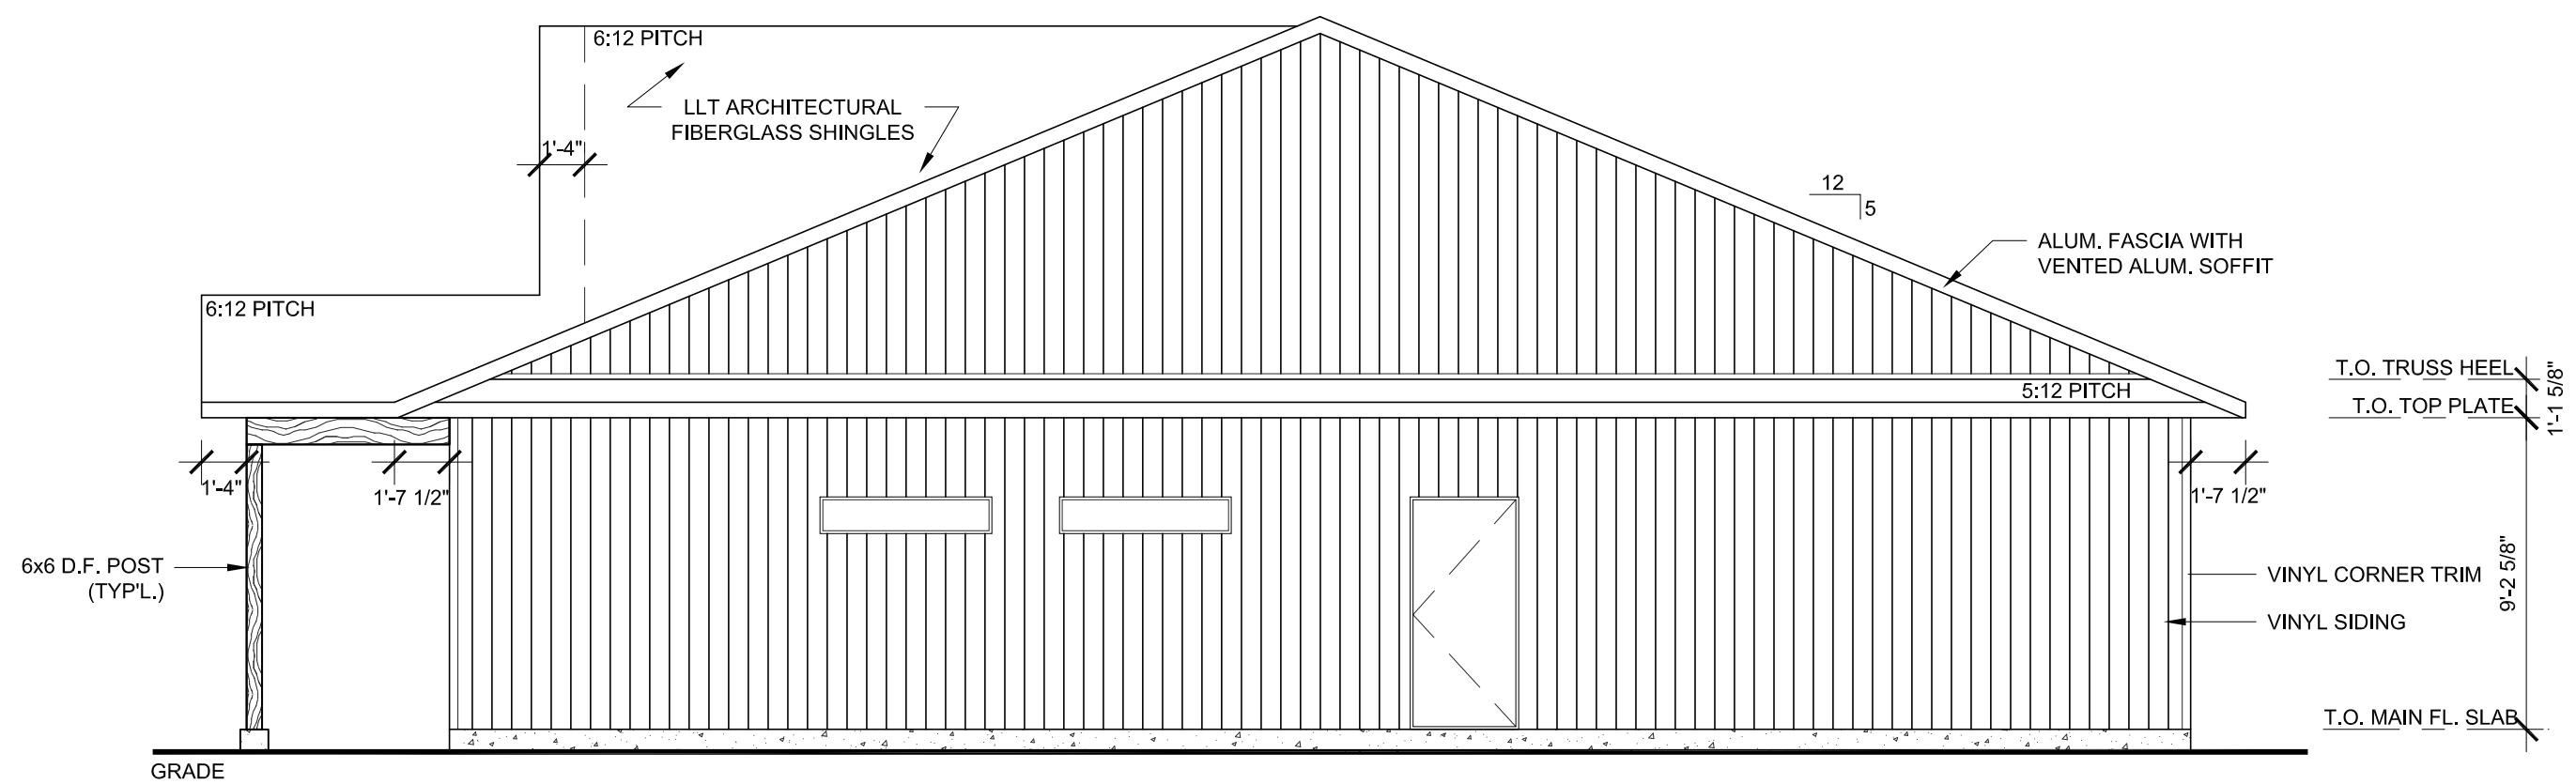 6:12 PITCH
LLT ARCHITECTURAL
FIBERGLASS SHINGLES
1'-4"
12
5
ALUM. FASCIA WITH
VENTED ALUM. SOFFIT
6:12 PITCH
T.O. TRUSS HEEL
5:12 PITCH
1'-1 5/8"
T.O. TOP PLATE
1'-4"
1'-7 1/2"
1'-7 1/2"
6x6 D.F. POST
(TYP'L.)
VINYL CORNER TRIM
9'-2 5/8"
VINYL SIDING
T.O. MAIN FL. SLAB
GRADE